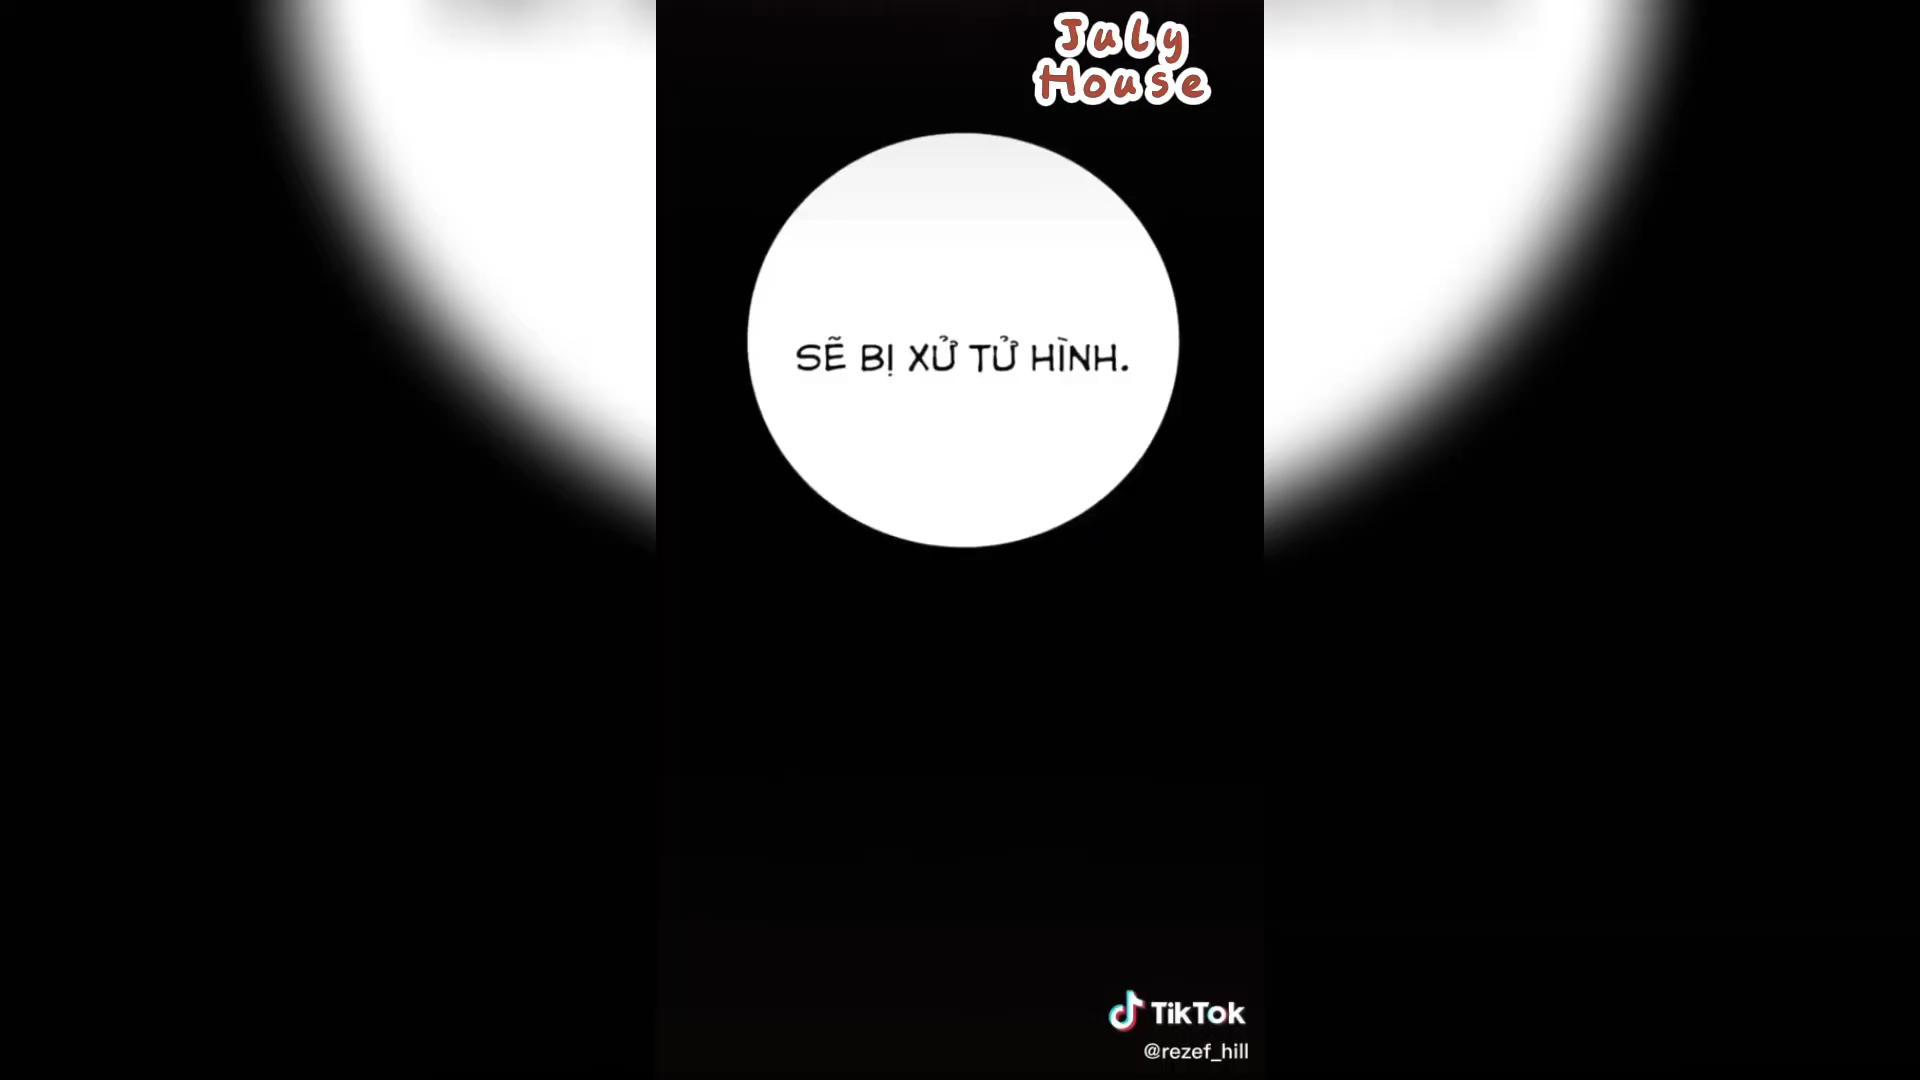 July
House
SẼ BỊ XỬ TỬ HÌNH.
TikTok
@rezef_hill